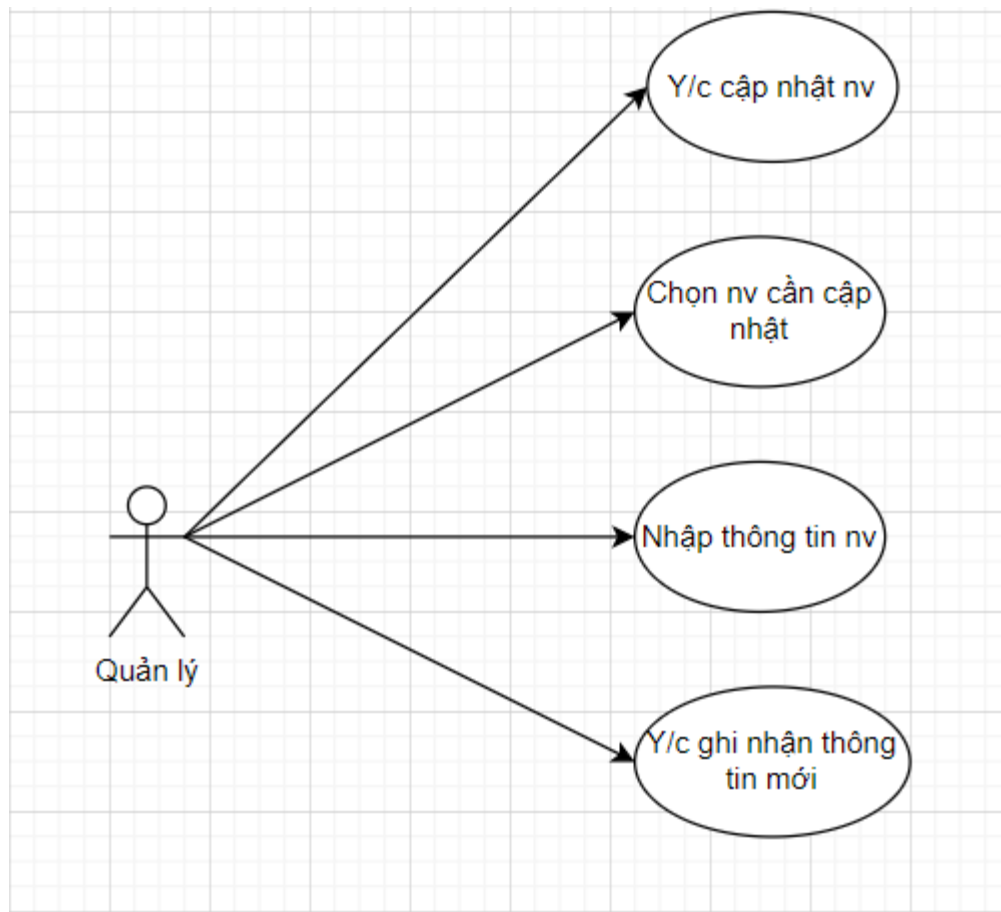 Y/c cập nhật nv
Chọn nv cần cập
nhật
Nhập thông tin nv
Quản lý
Y/c ghi nhận thông
tin mới